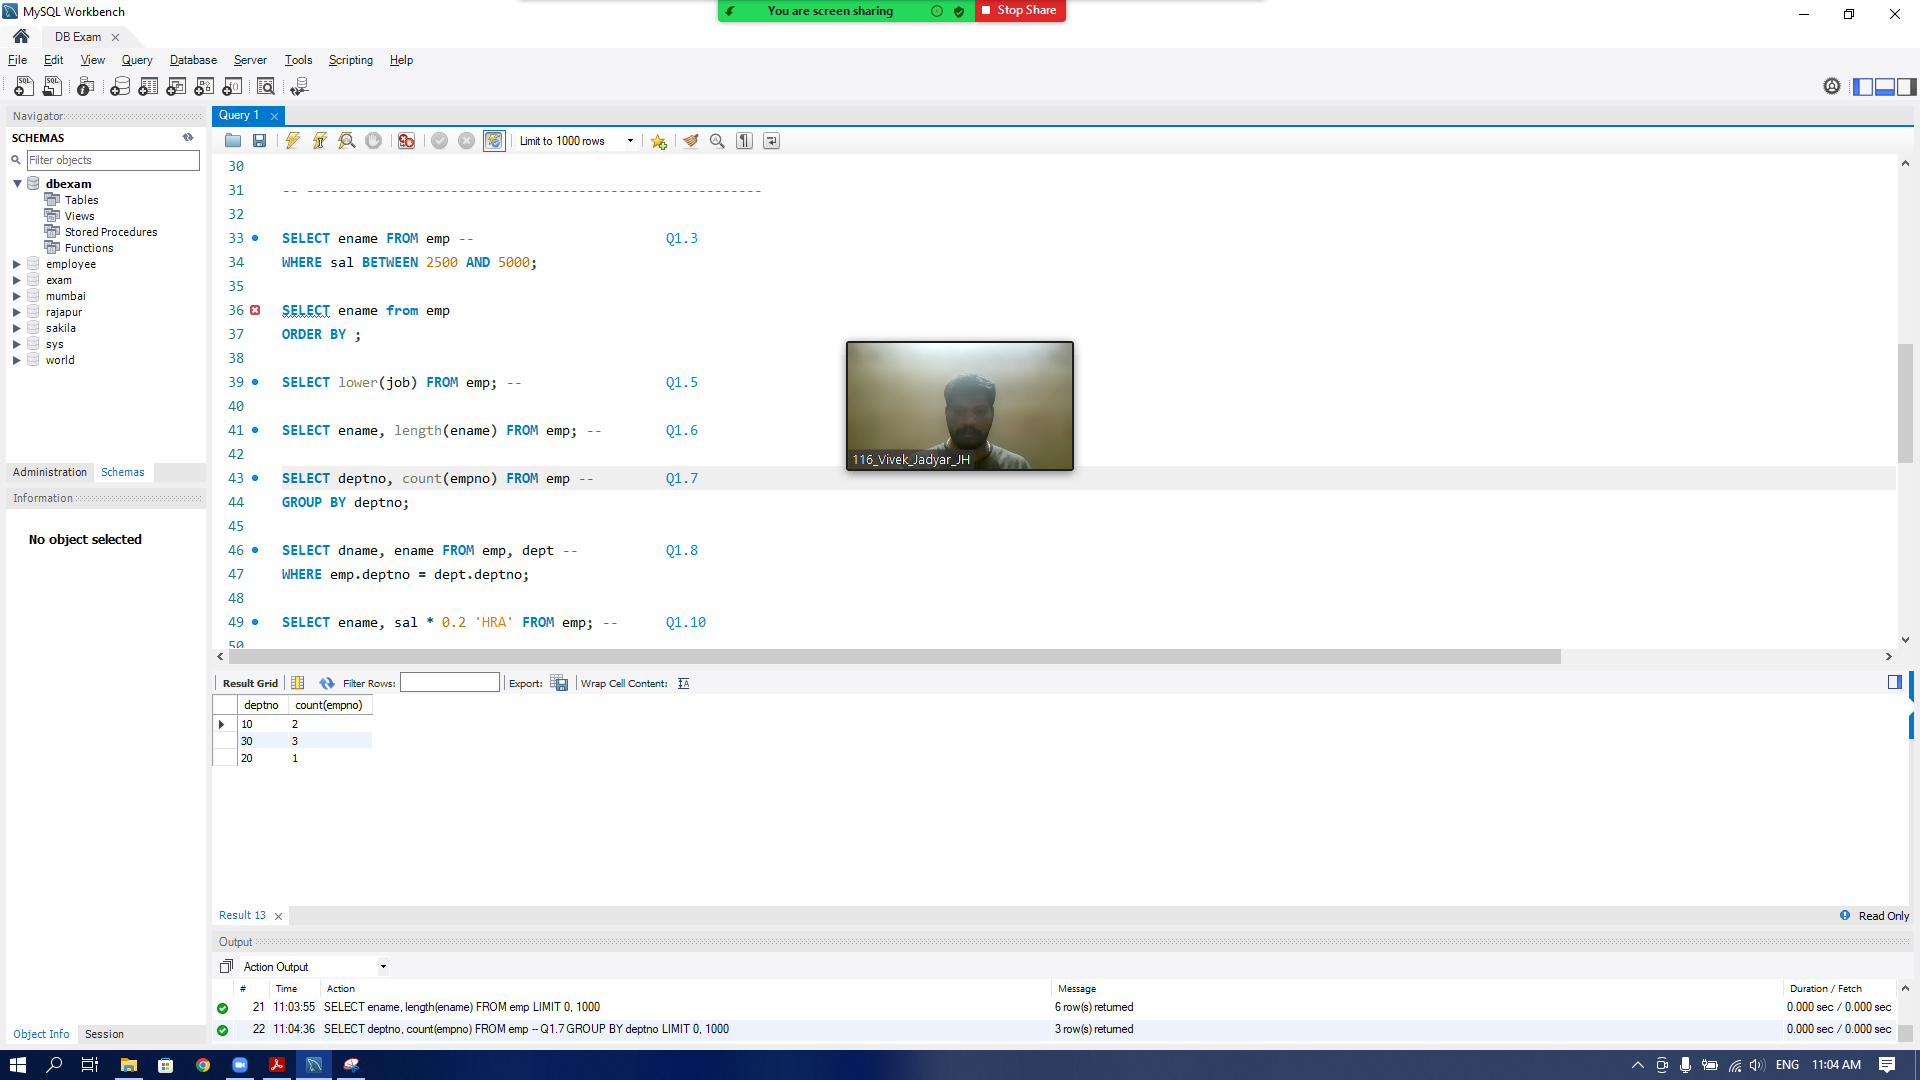 MySQL Workbench
You are screen sharing
Stop Share
DB Exam
File Edit View Query Database Server Tools Scripting Help
Navigator
SCHEMAS
Filter objects
dbexam
Tables
Views
Stored Procedures
Functions
employee
exam
mumbai
rajapur
sakila
sys
world
Administration Schemas
Information
No object selected
Object Info Session
Query 1
Limit to 1000 rows
30
31 -- ---------------------------------------------------------
32
33 SELECT ename FROM emp -- Q1.3
34 WHERE sal BETWEEN 2500 AND 5000;
35
36 SELECT ename from emp
37 ORDER BY ;
38
39 SELECT lower(job) FROM emp; -- Q1.5
40
41 SELECT ename, length(ename) FROM emp; -- Q1.6
42
43 SELECT deptno, count(empno) FROM emp -- Q1.7
44 GROUP BY deptno;
45
46 SELECT dname, ename FROM emp, dept -- Q1.8
47 WHERE emp.deptno = dept.deptno;
48
49 SELECT ename, sal * 0.2 'HRA' FROM emp; -- Q1.10
50
116_Vivek_Jadyar_JH
Result Grid Filter Rows: Export: Wrap Cell Content:
deptno count(empno)
10 2
30 3
20 1
Result 13
Read Only
Output
Action Output
# Time Action Message Duration / Fetch
21 11:03:55 SELECT ename, length(ename) FROM emp LIMIT 0, 1000 6 row(s) returned 0.000 sec / 0.000 sec
22 11:04:36 SELECT deptno, count(empno) FROM emp -- Q1.7 GROUP BY deptno LIMIT 0, 1000 3 row(s) returned 0.000 sec / 0.000 sec
ENG 11:04 AM